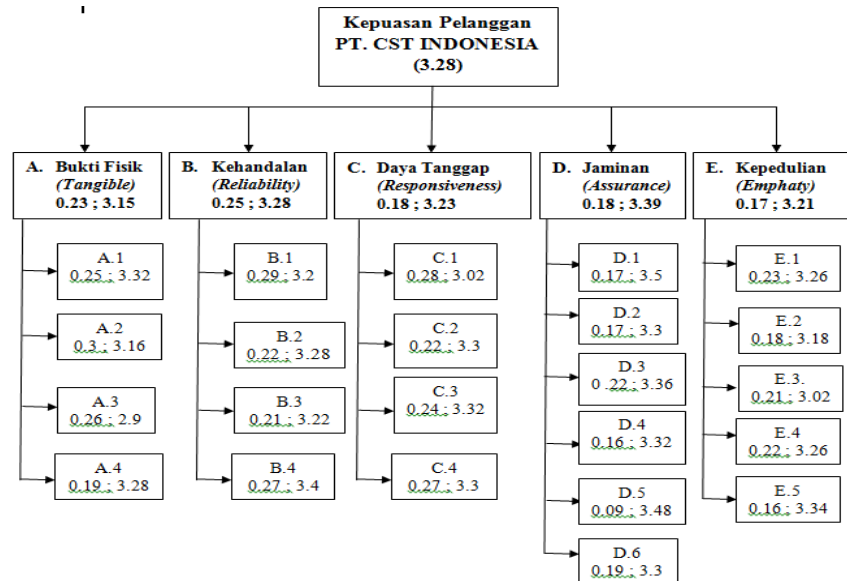 Kepuasan Pelanggan
PT. CST INDONESIA
(3.28)
A. Bukti Fisik
(Tangible)
0.23 ; 3.15
B. Kehandalan
(Reliability)
0.25 ; 3.28
C. Daya Tanggap
(Responsiveness)
0.18 ; 3.23
D. Jaminan
(Assurance)
0.18 ; 3.39
E. Kepedulian
(Emphaty)
0.17 ; 3.21
A.1
0.25 ; 3.32
A.2
0.3 ; 3.16
A.3
0.26 ; 2.9
A.4
0.19 ; 3.28
B.1
0.29 ; 3.2
B.2
0.22 ; 3.28
B.3
0.21 ; 3.22
B.4
0.27 ; 3.4
C.1
0.28 ; 3.02
C.2
0.22 ; 3.3
C.3
0.24 ; 3.32
C.4
0.27 ; 3.3
D.1
0.17 ; 3.5
D.2
0.17 ; 3.3
D.3
0 .22 ; 3.36
D.4
0.16 ; 3.32
D.5
0.09 ; 3.48
D.6
0.19 ; 3.3
E.1
0.23 ; 3.26
E.2
0.18 ; 3.18
E.3.
0.21 ; 3.02
E.4
0.22 ; 3.26
E.5
0.16 ; 3.34